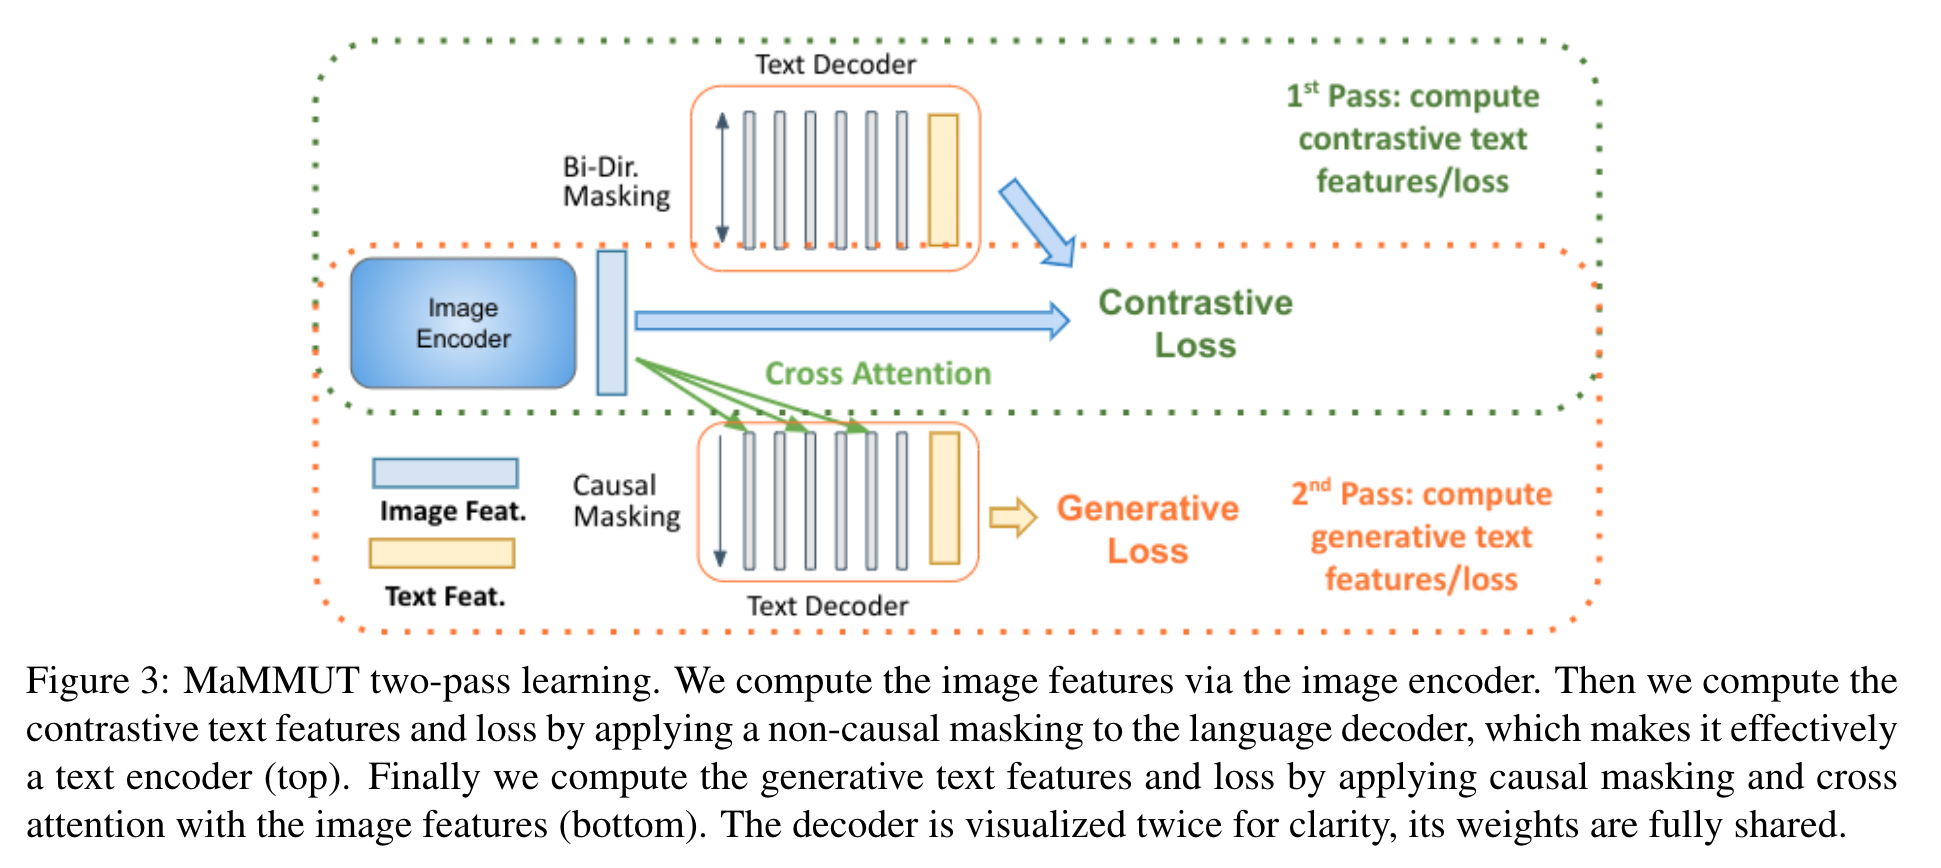 Text Decoder
1st Pass: compute
contrastive text
features/loss
Bi-Dir.
Masking
Image
Encoder
Contrastive
Loss
Cross Attention
Image Feat.
Text Feat.
Causal
Masking
Generative
Loss
2nd Pass: compute
generative text
features/loss
Text Decoder
Figure 3: MaMMUT two-pass learning. We compute the image features via the image encoder. Then we compute the
contrastive text features and loss by applying a non-causal masking to the language decoder, which makes it effectively
a text encoder (top). Finally we compute the generative text features and loss by applying causal masking and cross
attention with the image features (bottom). The decoder is visualized twice for clarity, its weights are fully shared.